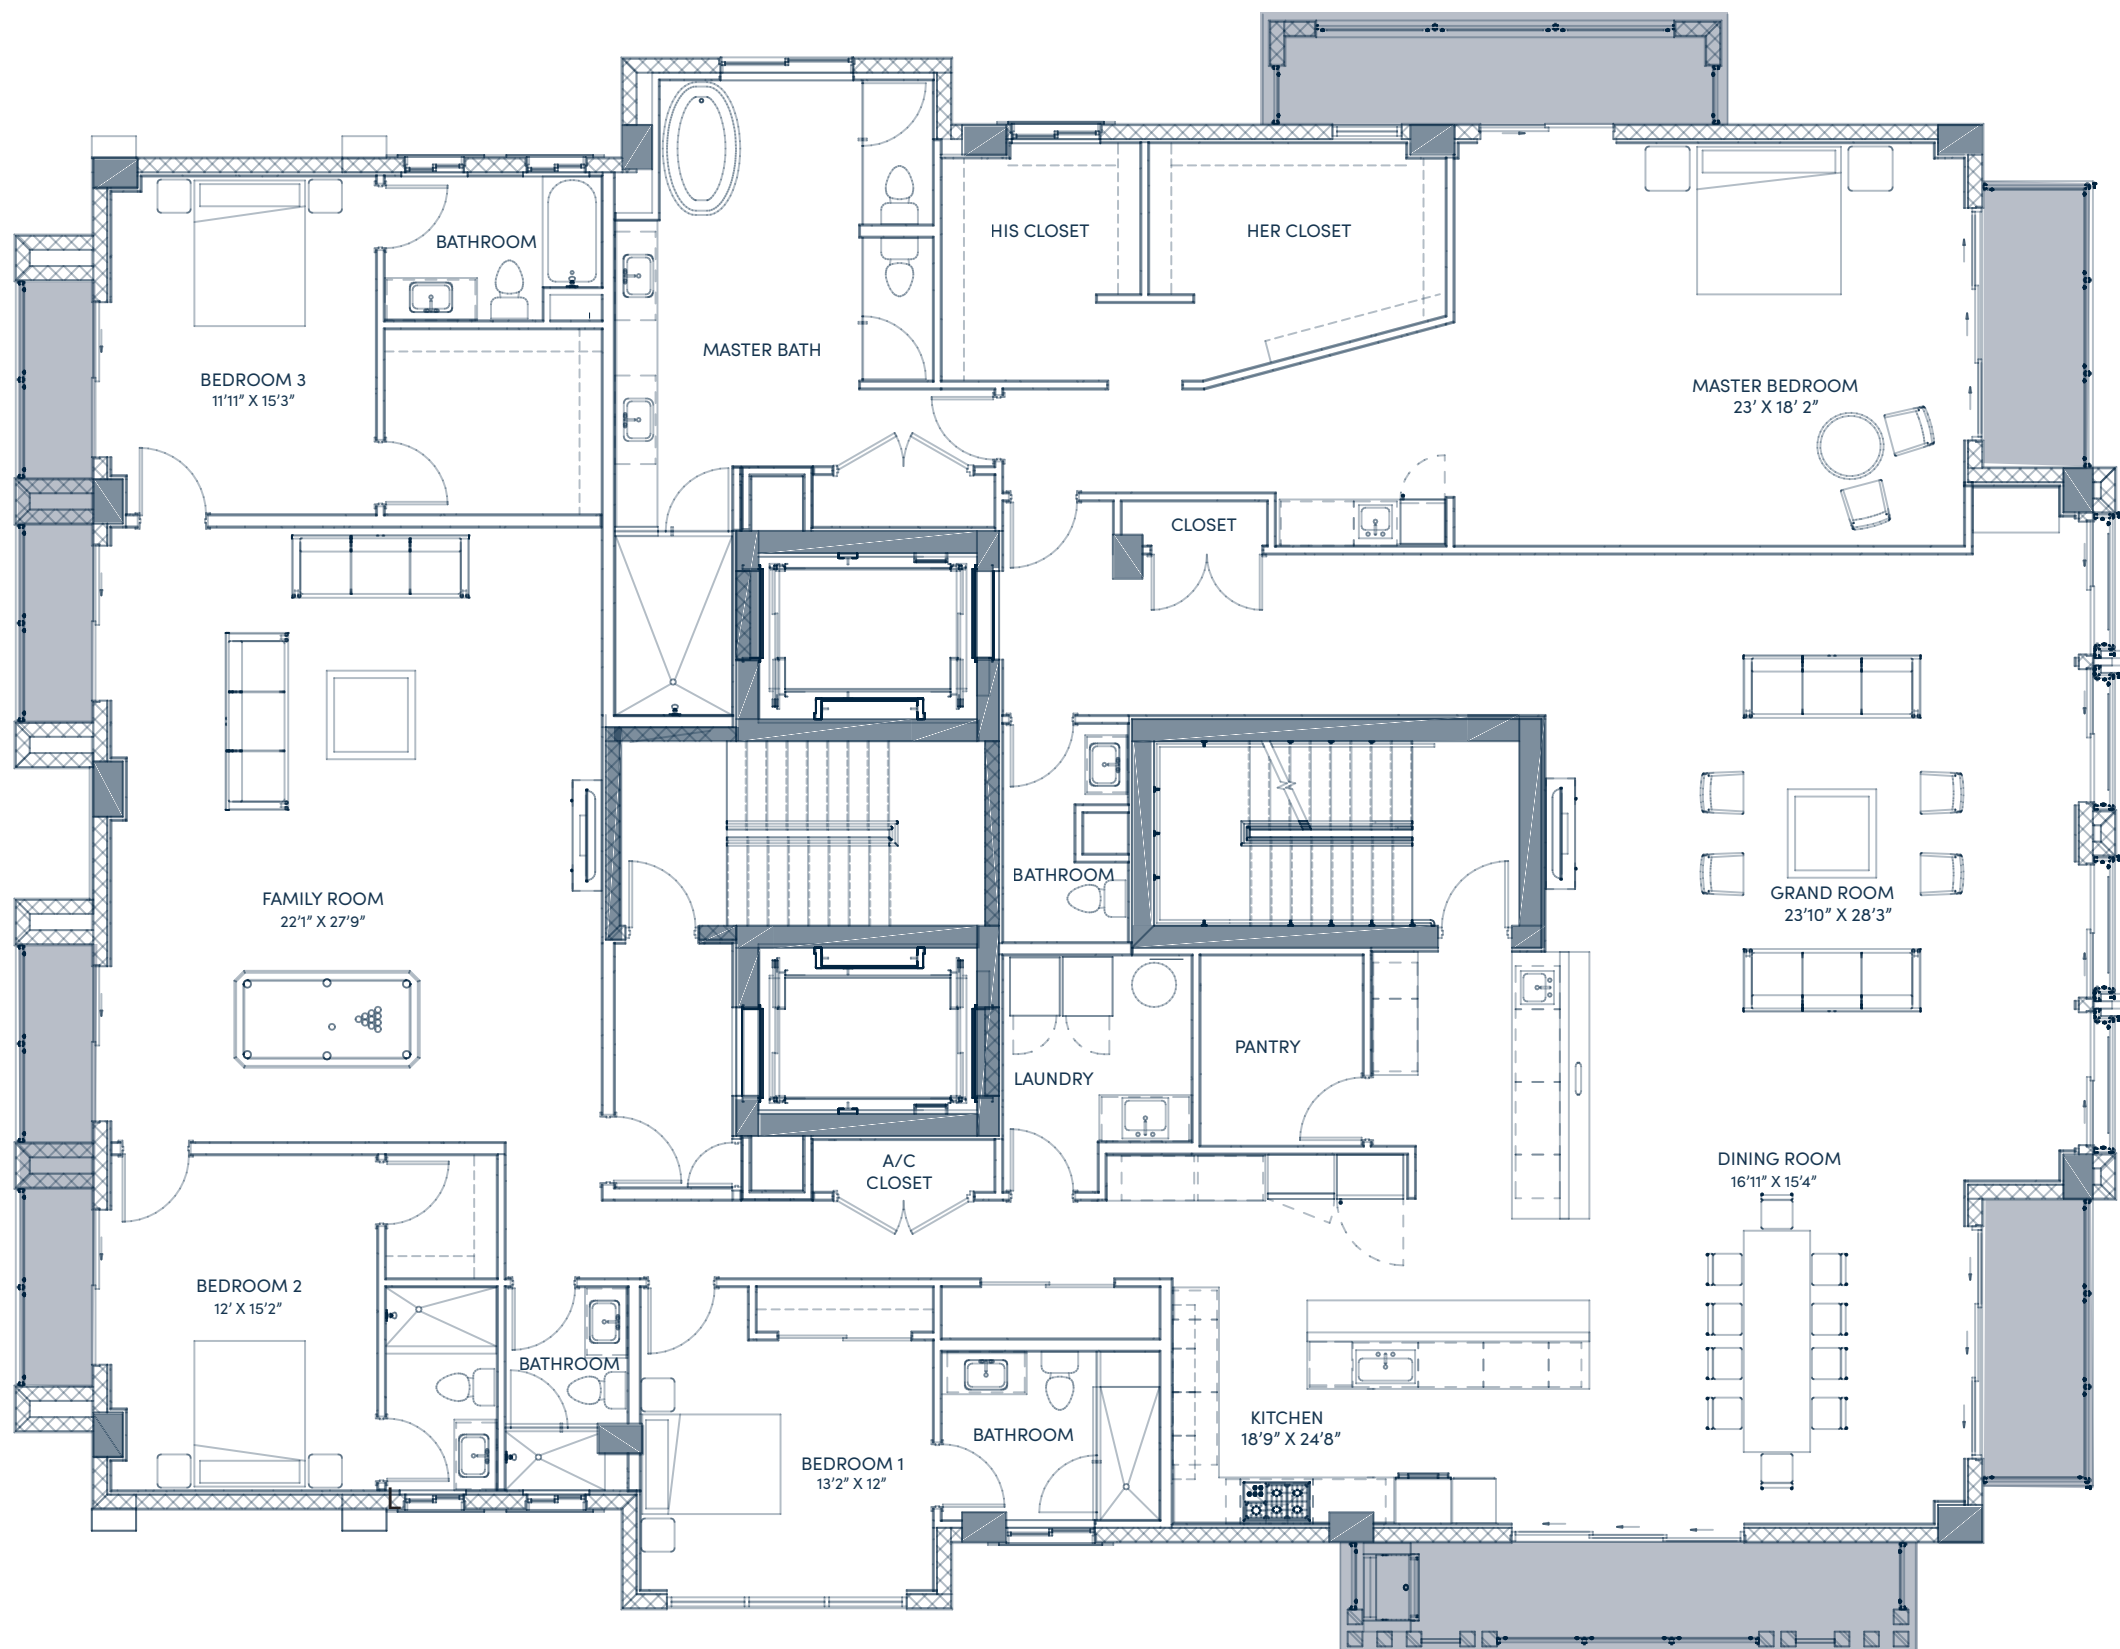 BATHROOM
HIS CLOSET
HER CLOSET
MASTER BATH
BEDROOM 3
11'11" X 15'3"
MASTER BEDROOM
23' X 18' 2"
CLOSET
BATHROOM
FAMILY ROOM
22'1" X 27'9"
GRAND ROOM
23'10" X 28'3"
PANTRY
LAUNDRY
A/C
CLOSET
DINING ROOM
16'11" X 15'4"
BEDROOM 2
12' X 15'2"
BATHROOM
KITCHEN
18'9" X 24'8"
BATHROOM
BEDROOM 1
13'2" X 12"